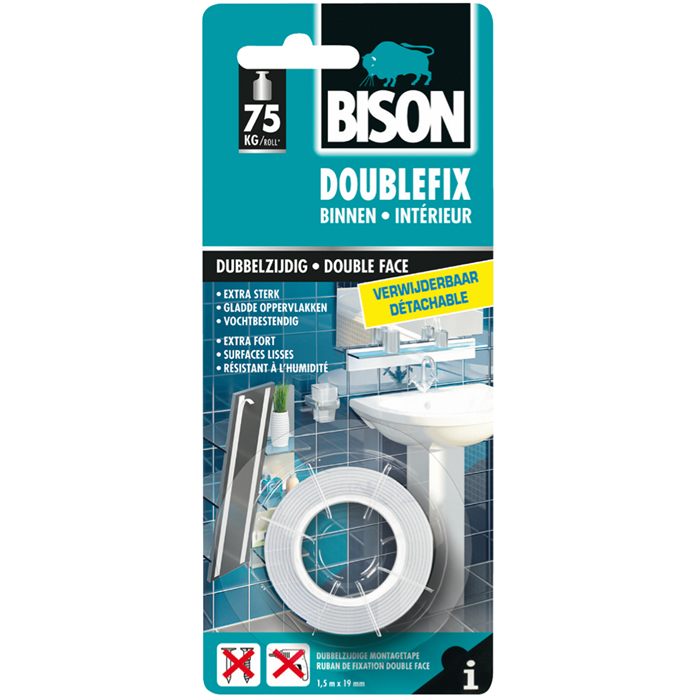 75
KG/ROLL*
BISON
DOUBLEFIX
BINNEN • INTÉRIEUR
DUBBELZIJDIG • DOUBLE FACE
VERWIJDERBAAR
DÉTACHABLE
• EXTRA STERK
• GLADDE OPPERVLAKKEN
• VOCHTBESTENDIG
• EXTRA FORT
• SURFACES LISSES
• RÉSISTANT À L'HUMIDITÉ
DUBBELZIJDIGE MONTAGETAPE
RUBAN DE FIXATION DOUBLE FACE
1,5 m x 19 mm
i